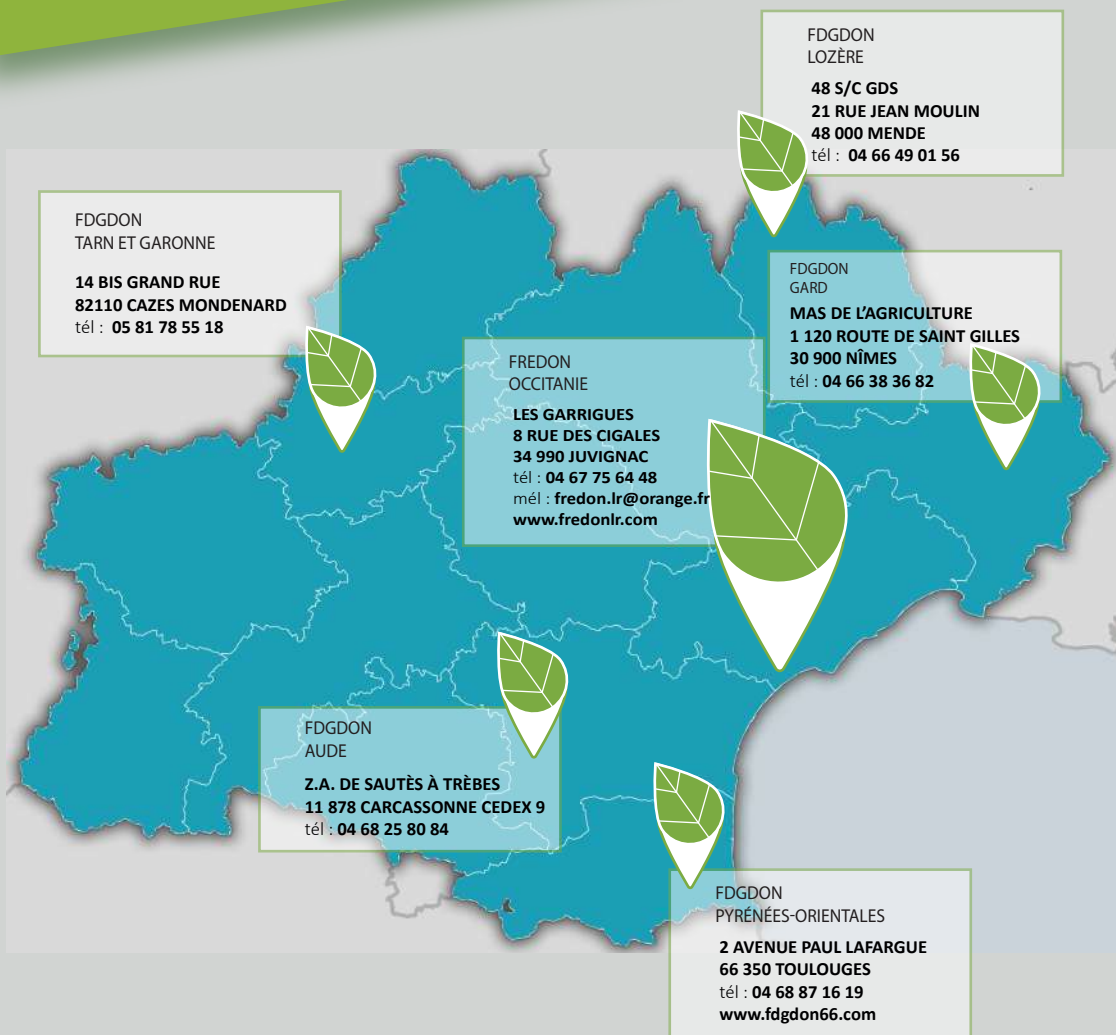 FDGDON
LOZÈRE
48 S/C GDS
21 RUE JEAN MOULIN
48 000 MENDE
tél : 04 66 49 01 56
FDGDON
TARN ET GARONNE
14 BIS GRAND RUE
82110 CAZES MONDENARD
tél : 05 81 78 55 18
FDGDON
GARD
MAS DE L'AGRICULTURE
1 120 ROUTE DE SAINT GILLES
30 900 NÎMES
tél : 04 66 38 36 82
FREDON
OCCITANIE
LES GARRIGUES
8 RUE DES CIGALES
34 990 JUVIGNAC
tél : 04 67 75 64 48
mél : fredon.lr@orange.fr
www.fredonlr.com
FDGDON
AUDE
Z.A. DE SAUTÈS À TRÈBES
11 878 CARCASSONNE CEDEX 9
tél : 04 68 25 80 84
FDGDON
PYRÉNÉES-ORIENTALES
2 AVENUE PAUL LAFARGUE
66 350 TOULOUGES
tél : 04 68 87 16 19
www.fdgdon66.com